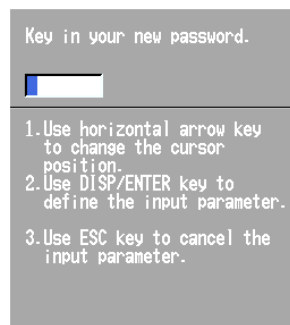 Key in your new password.
1.Use horizontal arrow key
to change the cursor
position.
2.Use DISP/ENTER key to
define the input parameter.
3.Use ESC key to cancel the
input parameter.